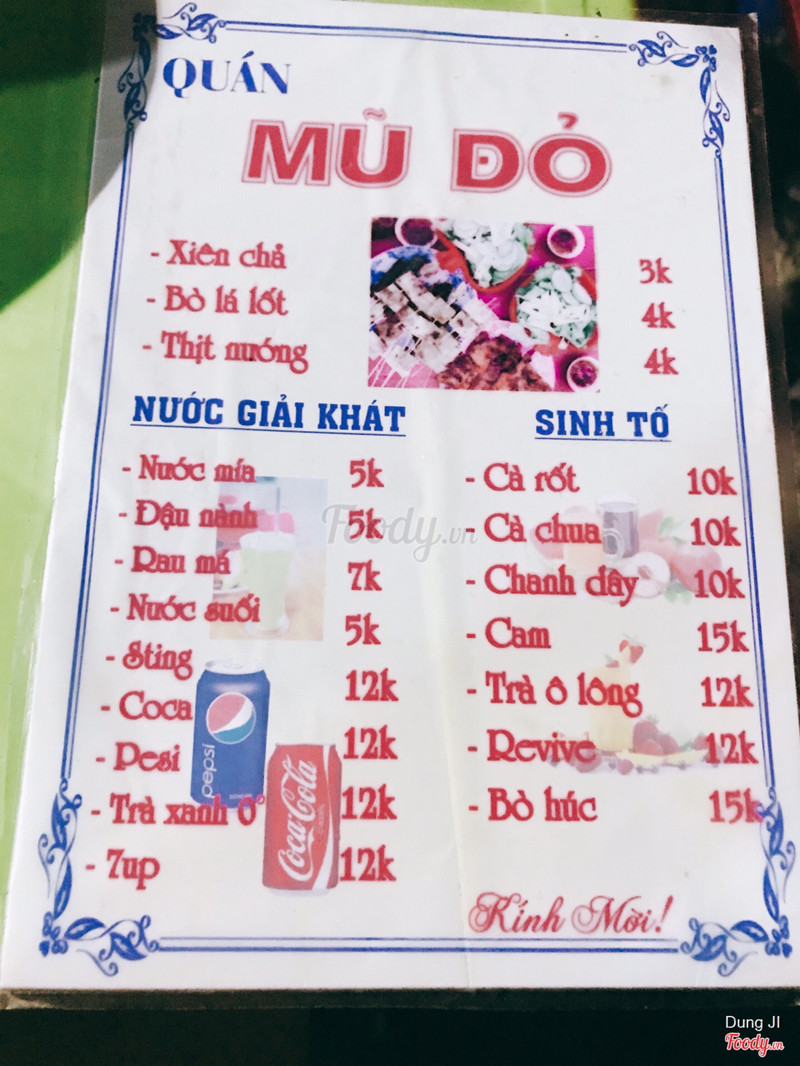 QUÁN
MŨ ĐỎ
- Xiên chả 3k
- Bò lá lốt 4k
- Thịt nướng 4k
NƯỚC GIẢI KHÁT
- Nước mía 5k
- Đậu nành 5k
- Rau má 7k
- Nước suối 5k
- Sting
- Coca 12k
- Pesi 12k
- Trà xanh 0° 12k
- 7up 12k
pepsi
Coca-Cola
SINH TỐ
- Cà rốt 10k
- Cà chua 10k
- Chanh dây 10k
- Cam 15k
- Trà ô lông 12k
- Revive 12k
- Bò húc 15k
Kính Mời!
Foody.vn
Dung JI
Foody.vn